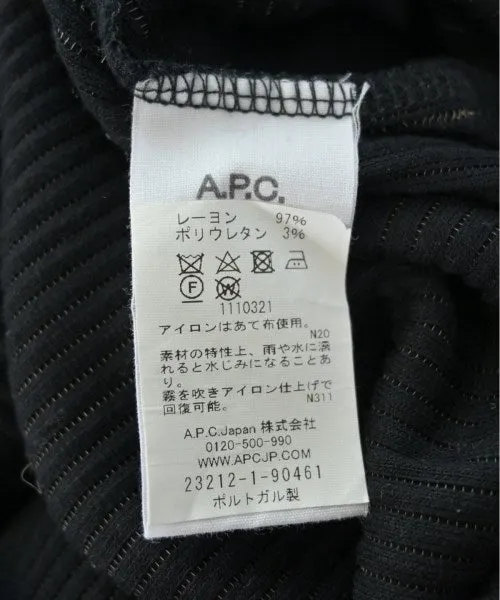 A.P.C.
レーヨン 97%
ポリウレタン 3%
F W
1110321
アイロンはあて布使用。
N20
素材の特性上、雨や水に濡
れると水じみになることあ
り。
霧を吹きアイロン仕上げで
回復可能。
N311
A.P.C.Japan 株式会社
0120-500-990
WWW.APCJP.COM
23212-1-90461
ポルトガル製